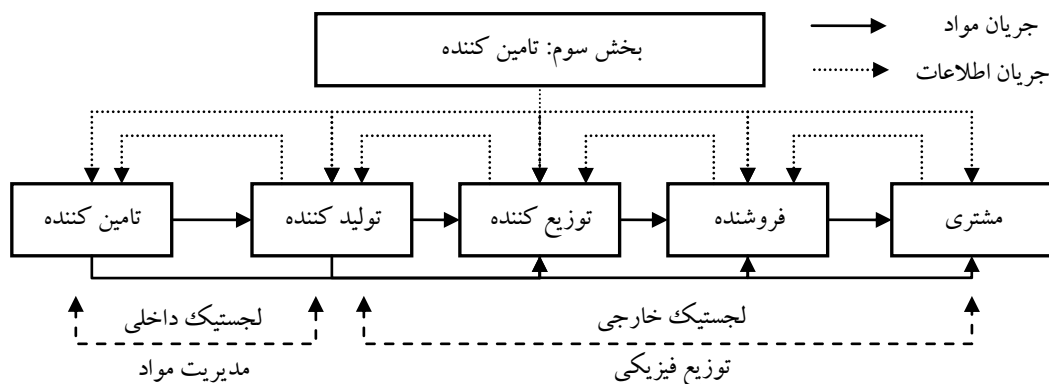 جریان مواد
بخش سوم: تامین کننده
جریان اطلاعات
مشتری
فروشنده
توزیع کننده
تولید کننده
تامین کننده
لجستیک خارجی
لجستیک داخلی
توزیع فیزیکی
مدیریت مواد